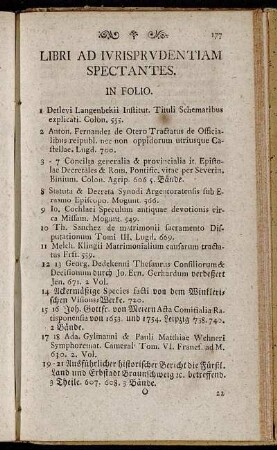 177
LIBRI AD IVRISPRVDENTIAM
SPECTANTES.
IN FOLIO.
1 Detlevi Langenbekii Institut. Tituli Schematibus
explicati. Colon. 555.
2 Anton. Fernandez de Otero Tractatus de Officia-
libus reipubl. nec non oppidorum utriusque Ca-
stellae. Lugd. 700.
3 - 7 Concilia generalia & provincialia it. Episto-
lae Decretales & Rom. Pontific. vitae per Severin.
Binium. Colon. Agrip. 606 5. Bände.
8 Statuta & Decreta Synodi Argentoratensis sub E-
rasmo Episcopo. Mogunt. 566.
9 Io. Cochlaei Speculum antiquae devotionis cir-
ca Missam. Mogunt. 549.
10 Th. Sanchez de matrimonii sacramento Dis-
putationum Tomi III. Lugd. 669.
11 Melch. Klingii Matrimonialium causarum tracta-
tus Frft. 559.
12 13 Georg. Dedekenni Thesaurus Consiliorum &
Decisionum durch Jo. Ern. Gerhardum verbessert
Jen. 671. 2 Vol.
14 Actenmäßige Species facti von dem Winkleri-
schen Visions-Werke. 720.
15 16 Joh. Gottfr. von Meiern Acta Comitialia Ra-
tisponensia von 1653. und 1754. Leipzig 738. 740.
2 Bände.
17 18 Ada. Gylmanni & Pauli Matthiae Wehneri
Symphoremat. Cameral Tom. VI. Francf. ad M.
630. 2. Vol.
19 - 21 Ausführlicher historischer Bericht die Fürstl.
Land und Erbstadt Braunschweig ec. betreffend.
3 Theile. 607. 608. 3 Bände.
O
22